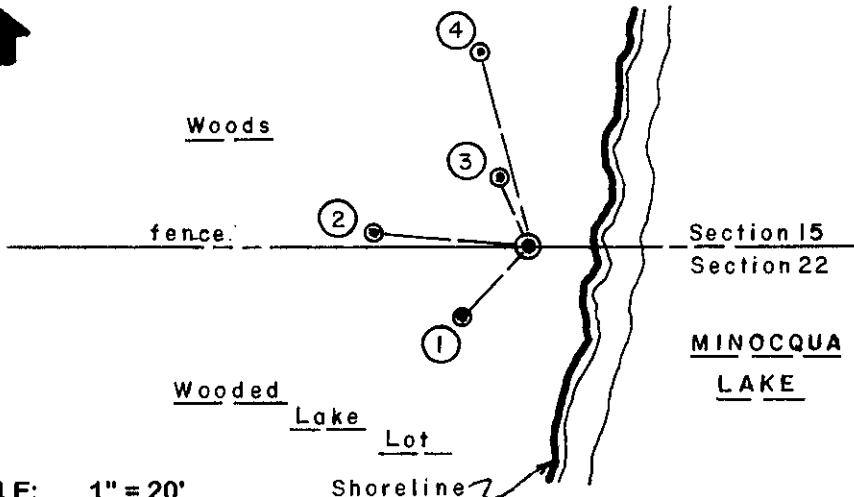 4
Woods
3
2
fence
Section 15
Section 22
1
MINOCQUA
LAKE
Wooded
Lake
Lot
1" = 20'
Shoreline